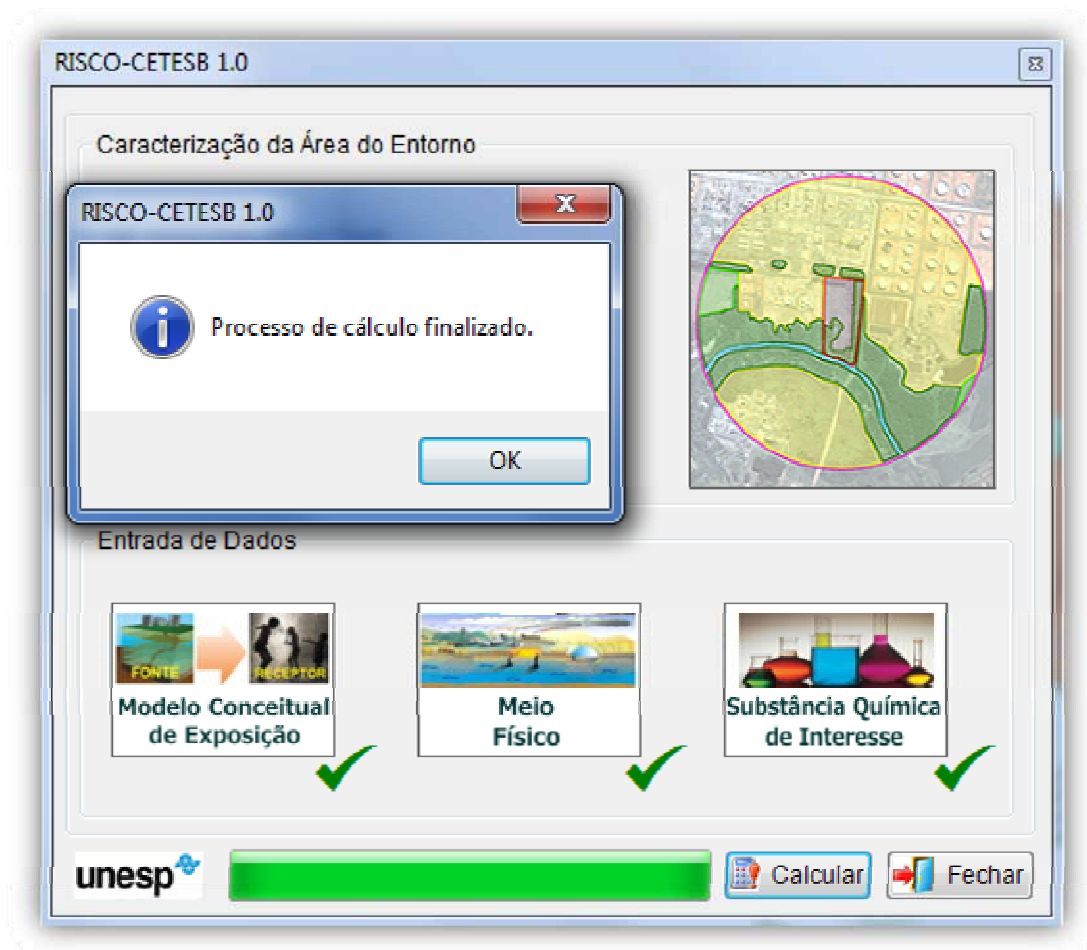 RISCO-CETESB 1.0
Caracterização da Área do Entorno
RISCO-CETESB 1.0
Processo de cálculo finalizado.
OK
Entrada de Dados
FONTE
RECEPTOR
Modelo Conceitual
de Exposição
Meio
Físico
Substância Química
de Interesse
unesp
Calcular
Fechar